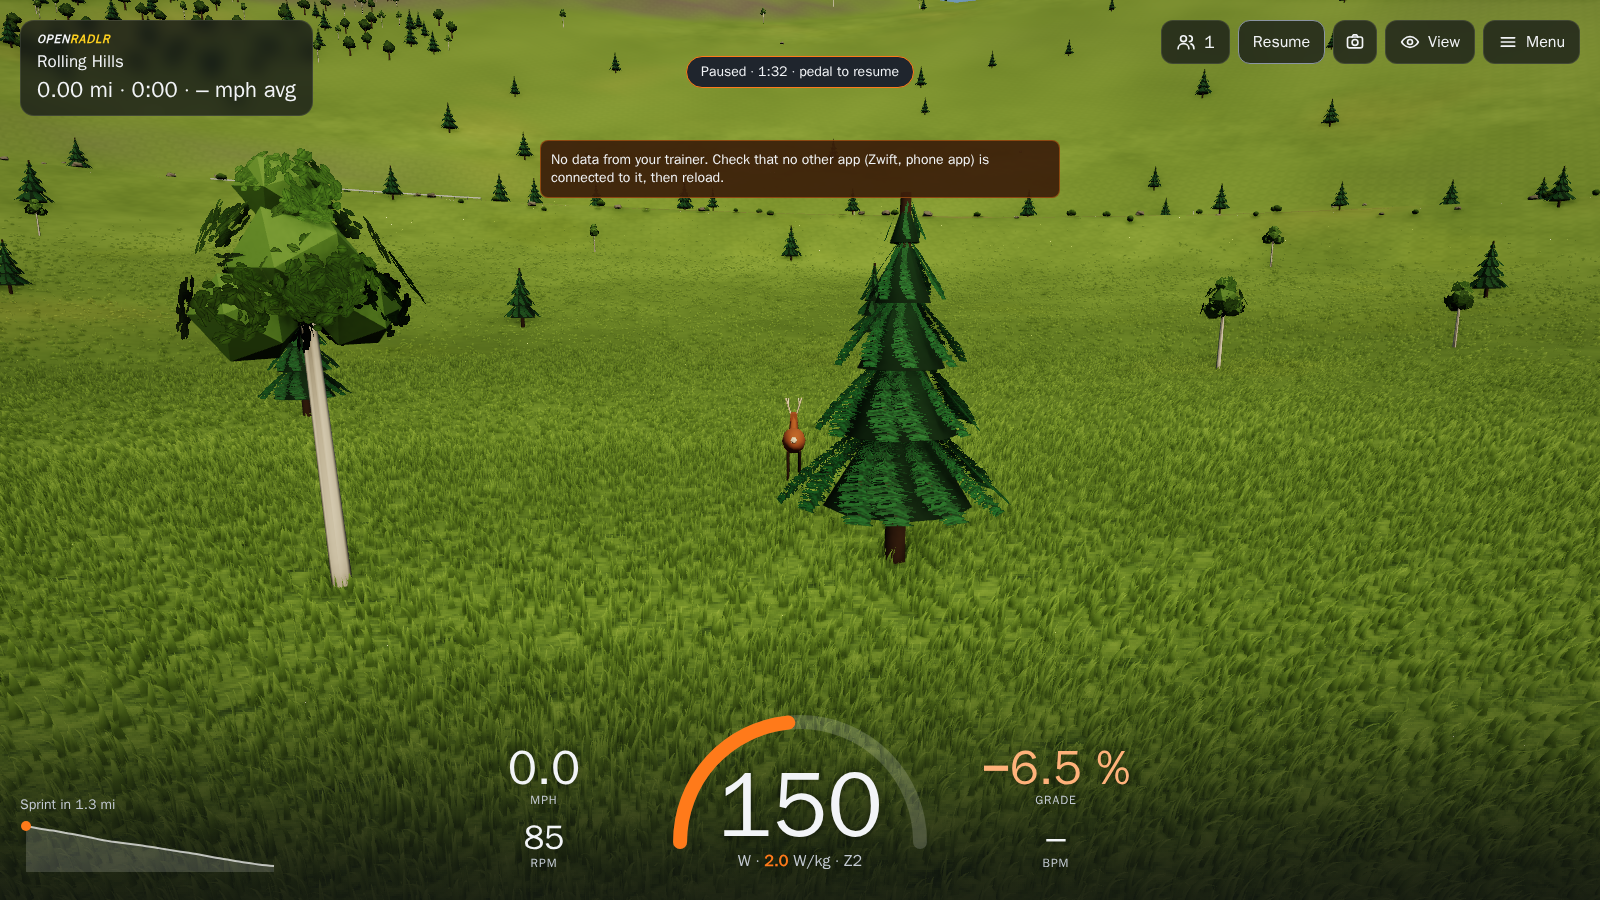 OPENRADLR
Rolling Hills
0.00 mi · 0:00 · – mph avg
1
Resume
View
Menu
Paused · 1:32 · pedal to resume
No data from your trainer. Check that no other app (Zwift, phone app) is
connected to it, then reload.
Sprint in 1.3 mi
0.0
MPH
85
RPM
150
W · 2.0 W/kg · Z2
−6.5 %
GRADE
–
BPM